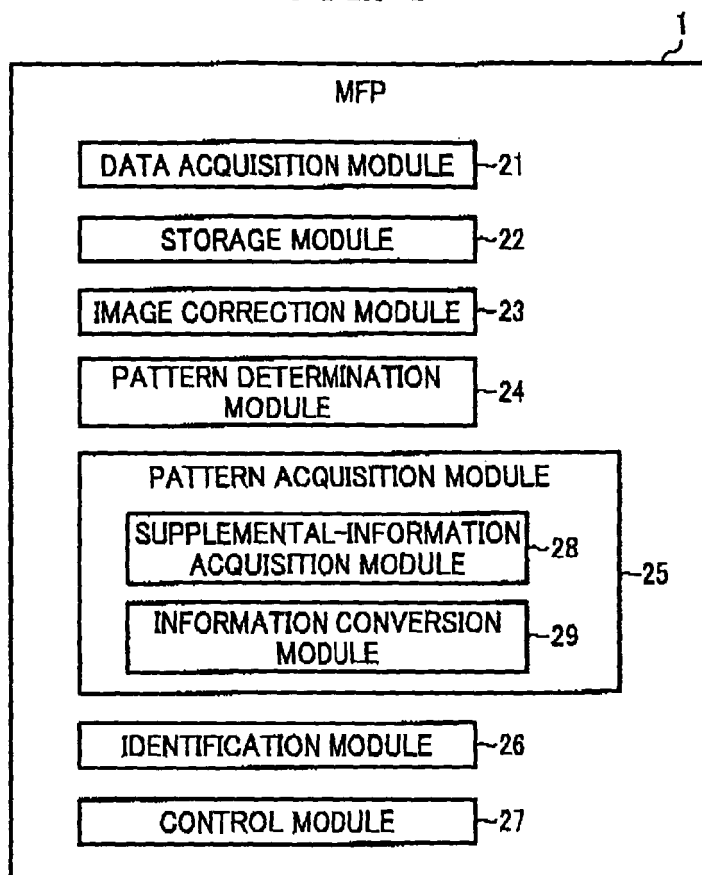 1
MFP
DATA ACQUISITION MODULE 21
STORAGE MODULE 22
IMAGE CORRECTION MODULE 23
PATTERN DETERMINATION
MODULE 24
PATTERN ACQUISITION MODULE
SUPPLEMENTAL-INFORMATION
ACQUISITION MODULE 28
25
INFORMATION CONVERSION
MODULE 29
IDENTIFICATION MODULE 26
CONTROL MODULE 27